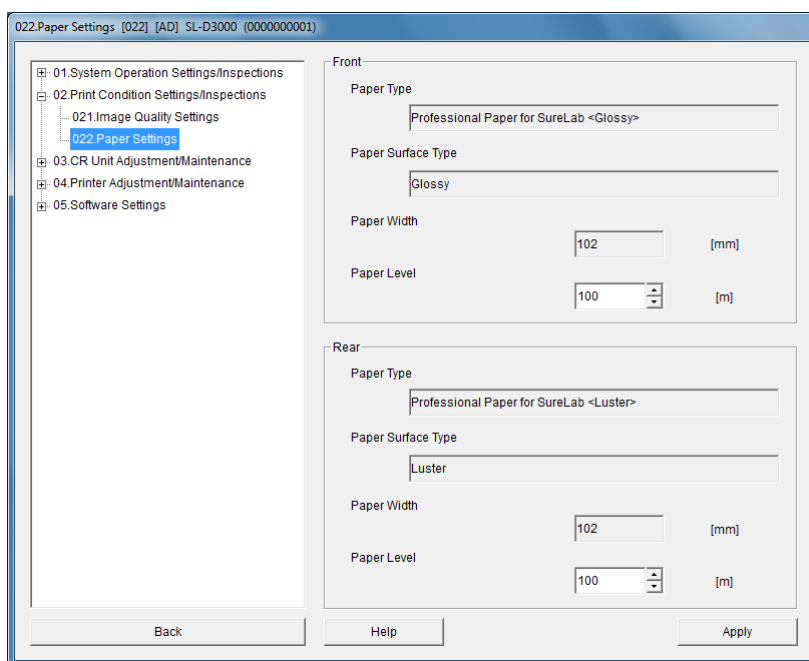 022.Paper Settings [022] [AD] SL-D3000 (0000000001)
01.System Operation Settings/Inspections
02.Print Condition Settings/Inspections
021.Image Quality Settings
022.Paper Settings
03.CR Unit Adjustment/Maintenance
04.Printer Adjustment/Maintenance
05.Software Settings
Front
Paper Type
Professional Paper for SureLab <Glossy>
Paper Surface Type
Glossy
Paper Width
102 [mm]
Paper Level
100 [m]
Rear
Paper Type
Professional Paper for SureLab <Luster>
Paper Surface Type
Luster
Paper Width
102 [mm]
Paper Level
100 [m]
Back Help Apply